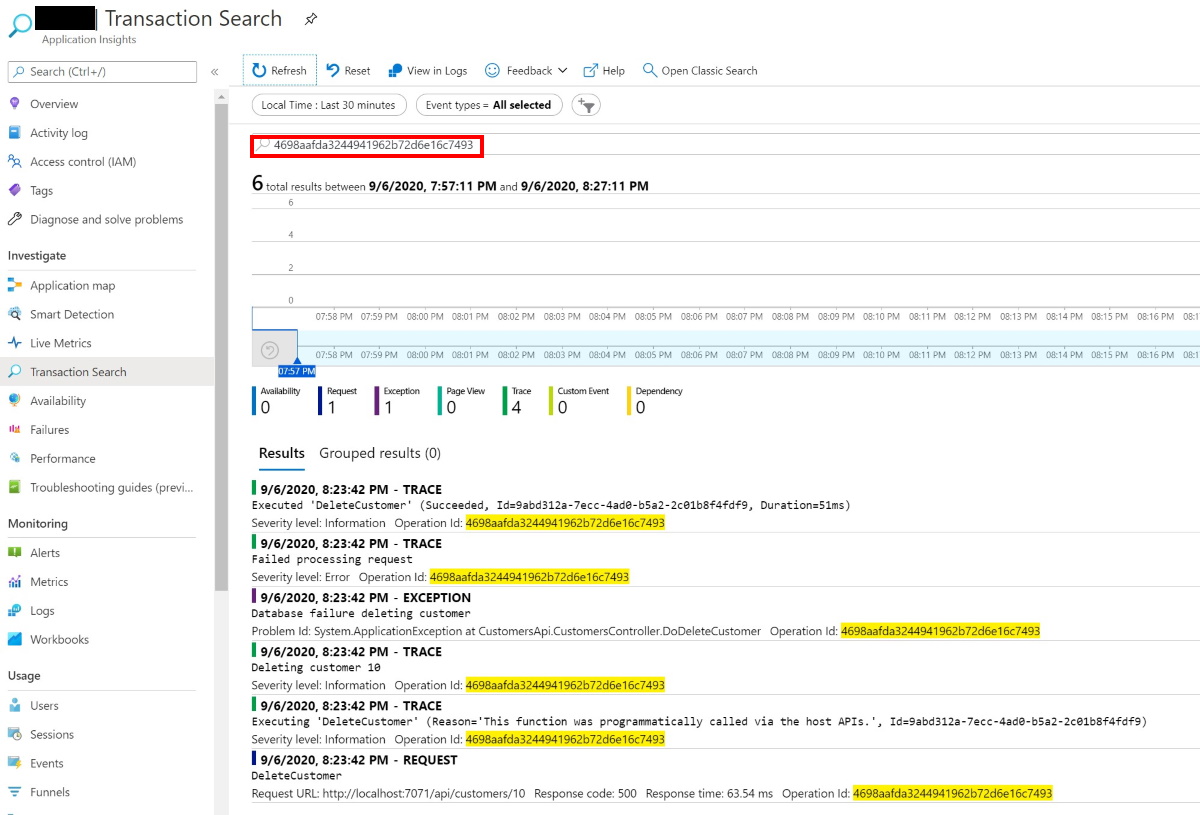 Transaction Search
Application Insights
Search (Ctrl+/)
«
Overview
Activity log
Access control (IAM)
Tags
Diagnose and solve problems
Investigate
Application map
Smart Detection
Live Metrics
Transaction Search
Availability
Failures
Performance
Troubleshooting guides (previ...
Monitoring
Alerts
Metrics
Logs
Workbooks
Usage
Users
Sessions
Events
Funnels
Refresh Reset View in Logs Feedback Help Open Classic Search
Local Time : Last 30 minutes Event types = All selected
4698aafda3244941962b72d6e16c7493
6 total results between 9/6/2020, 7:57:11 PM and 9/6/2020, 8:27:11 PM
6
4
2
0
07:58 PM 07:59 PM 08:00 PM 08:01 PM 08:02 PM 08:03 PM 08:04 PM 08:05 PM 08:06 PM 08:07 PM 08:08 PM 08:09 PM 08:10 PM 08:11 PM 08:12 PM 08:13 PM 08:14 PM 08:15 PM 08:16 PM 08:1
07:58 PM 07:59 PM 08:00 PM 08:01 PM 08:02 PM 08:03 PM 08:04 PM 08:05 PM 08:06 PM 08:07 PM 08:08 PM 08:09 PM 08:10 PM 08:11 PM 08:12 PM 08:13 PM 08:14 PM 08:15 PM 08:16 PM 08:1
07:57 PM
Availability Request Exception Page View Trace Custom Event Dependency
0 1 1 0 4 0 0
Results Grouped results (0)
9/6/2020, 8:23:42 PM - TRACE
Executed 'DeleteCustomer' (Succeeded, Id=9abd312a-7ecc-4ad0-b5a2-2c01b8f4fdf9, Duration=51ms)
Severity level: Information Operation Id: 4698aafda3244941962b72d6e16c7493
9/6/2020, 8:23:42 PM - TRACE
Failed processing request
Severity level: Error Operation Id: 4698aafda3244941962b72d6e16c7493
9/6/2020, 8:23:42 PM - EXCEPTION
Database failure deleting customer
Problem Id: System.ApplicationException at CustomersApi.CustomersController.DoDeleteCustomer Operation Id: 4698aafda3244941962b72d6e16c7493
9/6/2020, 8:23:42 PM - TRACE
Deleting customer 10
Severity level: Information Operation Id: 4698aafda3244941962b72d6e16c7493
9/6/2020, 8:23:42 PM - TRACE
Executing 'DeleteCustomer' (Reason='This function was programmatically called via the host APIs.', Id=9abd312a-7ecc-4ad0-b5a2-2c01b8f4fdf9)
Severity level: Information Operation Id: 4698aafda3244941962b72d6e16c7493
9/6/2020, 8:23:42 PM - REQUEST
DeleteCustomer
Request URL: http://localhost:7071/api/customers/10 Response code: 500 Response time: 63.54 ms Operation Id: 4698aafda3244941962b72d6e16c7493